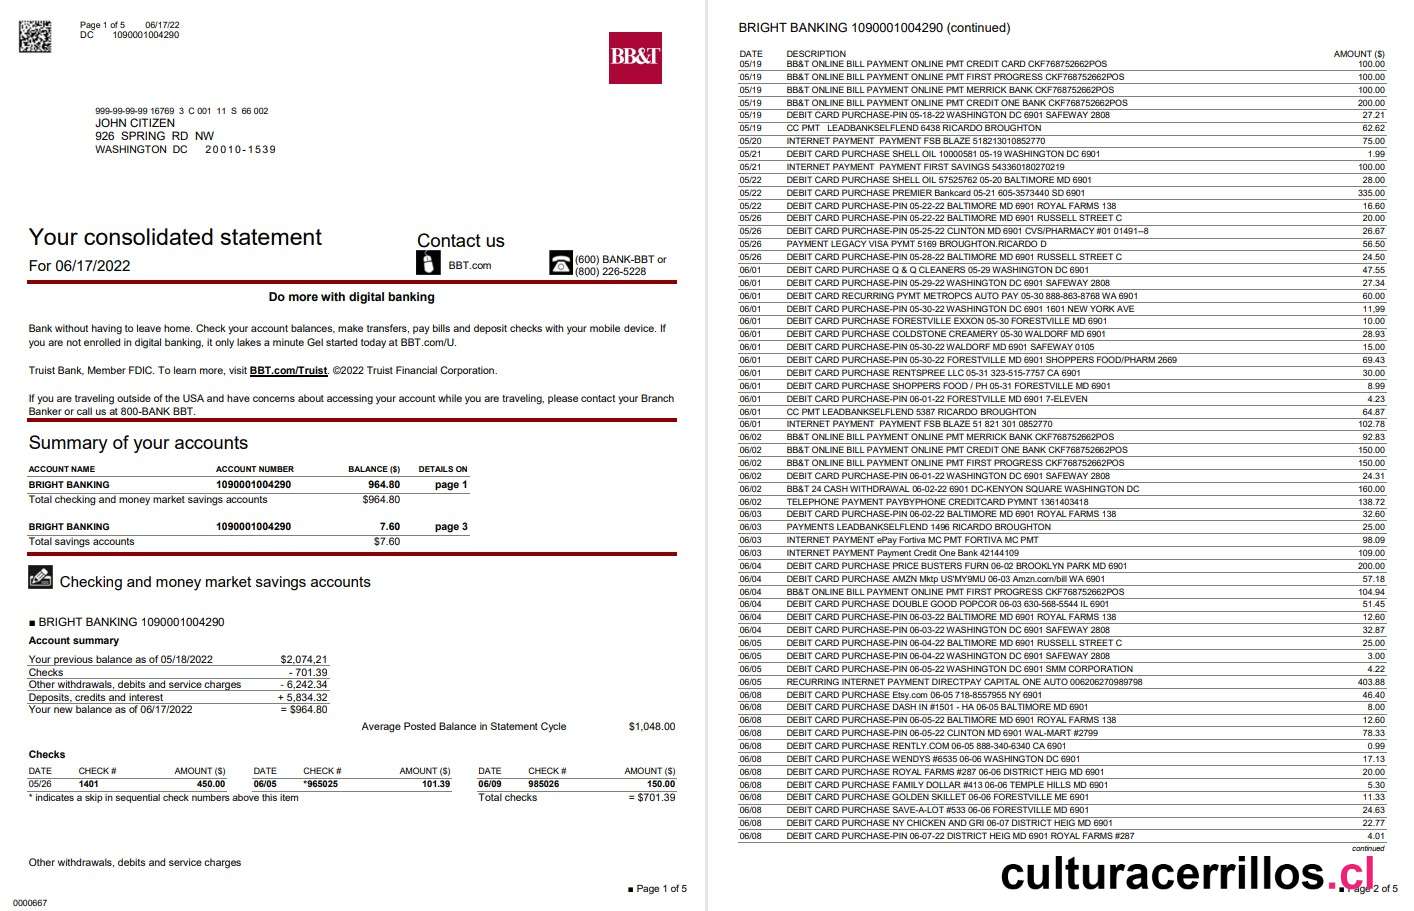 Page 1 of 5 06/17/22
DC 1090001004290
BB&T
999-99-99-99 16769 3 C 001 11 S 66 002
JOHN CITIZEN
926 SPRING RD NW
WASHINGTON DC 20010-1539
Your consolidated statement
For 06/17/2022
Contact us
BBT.com
(600) BANK-BBT or
(800) 226-5228
Do more with digital banking
Bank without having to leave home. Check your account balances, make transfers, pay bills and deposit checks with your mobile device. If
you are not enrolled in digital banking, it only lakes a minute Gel started today at BBT.com/U.
Truist Bank, Member FDIC. To learn more, visit BBT.com/Truist. ©2022 Truist Financial Corporation.
If you are traveling outside of the USA and have concerns about accessing your account while you are traveling, please contact your Branch
Banker or call us at 800-BANK BBT.
Summary of your accounts
ACCOUNT NAME ACCOUNT NUMBER BALANCE ($) DETAILS ON
BRIGHT BANKING 1090001004290 964.80 page 1
Total checking and money market savings accounts $964.80
BRIGHT BANKING 1090001004290 7.60 page 3
Total savings accounts $7.60
Checking and money market savings accounts
■ BRIGHT BANKING 1090001004290
Account summary
Your previous balance as of 05/18/2022 $2,074,21
Checks - 701.39
Other withdrawals, debits and service charges - 6,242.34
Deposits, credits and interest + 5,834.32
Your new balance as of 06/17/2022 = $964.80
Average Posted Balance in Statement Cycle $1,048.00
Checks
DATE CHECK # AMOUNT ($) DATE CHECK # AMOUNT ($) DATE CHECK # AMOUNT ($)
05/26 1401 450.00 06/05 *965025 101.39 06/09 985026 150.00
* indicates a skip in sequential check numbers above this item Total checks = $701.39
Other withdrawals, debits and service charges
■ Page 1 of 5
0000667
BRIGHT BANKING 1090001004290 (continued)
DATE DESCRIPTION AMOUNT ($)
05/19 BB&T ONLINE BILL PAYMENT ONLINE PMT CREDIT CARD CKF768752662POS 100.00
05/19 BB&T ONLINE BILL PAYMENT ONLINE PMT FIRST PROGRESS CKF768752662POS 100.00
05/19 BB&T ONLINE BILL PAYMENT ONLINE PMT MERRICK BANK CKF768752662POS 100.00
05/19 BB&T ONLINE BILL PAYMENT ONLINE PMT CREDIT ONE BANK CKF768752662POS 200.00
05/19 DEBIT CARD PURCHASE-PIN 05-18-22 WASHINGTON DC 6901 SAFEWAY 2808 27.21
05/19 CC PMT LEADBANKSELFLEND 6438 RICARDO BROUGHTON 62.62
05/20 INTERNET PAYMENT PAYMENT FSB BLAZE 518213010852770 75.00
05/21 DEBIT CARD PURCHASE SHELL OIL 10000581 05-19 WASHINGTON DC 6901 1.99
05/21 INTERNET PAYMENT PAYMENT FIRST SAVINGS 543360180270219 100.00
05/22 DEBIT CARD PURCHASE SHELL OIL 57525762 05-20 BALTIMORE MD 6901 28.00
05/22 DEBIT CARD PURCHASE PREMIER Bankcard 05-21 605-3573440 SD 6901 335.00
05/22 DEBIT CARD PURCHASE-PIN 05-22-22 BALTIMORE MD 6901 ROYAL FARMS 138 16.60
05/26 DEBIT CARD PURCHASE-PIN 05-22-22 BALTIMORE MD 6901 RUSSELL STREET C 20.00
05/26 DEBIT CARD PURCHASE-PIN 05-25-22 CLINTON MD 6901 CVS/PHARMACY #01 01491--8 26.67
05/26 PAYMENT LEGACY VISA PYMT 5169 BROUGHTON.RICARDO D 56.50
05/26 DEBIT CARD PURCHASE-PIN 05-28-22 BALTIMORE MD 6901 RUSSELL STREET C 24.50
06/01 DEBIT CARD PURCHASE Q & Q CLEANERS 05-29 WASHINGTON DC 6901 47.55
06/01 DEBIT CARD PURCHASE-PIN 05-29-22 WASHINGTON DC 6901 SAFEWAY 2808 27.34
06/01 DEBIT CARD RECURRING PYMT METROPCS AUTO PAY 05-30 888-863-8768 WA 6901 60.00
06/01 DEBIT CARD PURCHASE-PIN 05-30-22 WASHINGTON DC 6901 1601 NEW YORK AVE 11,99
06/01 DEBIT CARD PURCHASE FORESTVILLE EXXON 05-30 FORESTVILLE MD 6901 10.00
06/01 DEBIT CARD PURCHASE COLDSTONE CREAMERY 05-30 WALDORF MD 6901 28.93
06/01 DEBIT CARD PURCHASE-PIN 05-30-22 WALDORF MD 6901 SAFEWAY 0105 15.00
06/01 DEBIT CARD PURCHASE-PIN 05-30-22 FORESTVILLE MD 6901 SHOPPERS FOOD/PHARM 2669 69.43
06/01 DEBIT CARD PURCHASE RENTSPREE LLC 05-31 323-515-7757 CA 6901 30.00
06/01 DEBIT CARD PURCHASE SHOPPERS FOOD / PH 05-31 FORESTVILLE MD 6901 8.99
06/01 DEBIT CARD PURCHASE-PIN 06-01-22 FORESTVILLE MD 6901 7-ELEVEN 4.23
06/01 CC PMT LEADBANKSELFLEND 5387 RICARDO BROUGHTON 64.87
06/01 INTERNET PAYMENT PAYMENT FSB BLAZE 51 821 301 0852770 102.78
06/02 BB&T ONLINE BILL PAYMENT ONLINE PMT MERRICK BANK CKF768752662POS 92.83
06/02 BB&T ONLINE BILL PAYMENT ONLINE PMT CREDIT ONE BANK CKF768752662POS 150.00
06/02 BB&T ONLINE BILL PAYMENT ONLINE PMT FIRST PROGRESS CKF768752662POS 150.00
06/02 DEBIT CARD PURCHASE-PIN 06-01-22 WASHINGTON DC 6901 SAFEWAY 2808 24.31
06/02 BB&T 24 CASH WITHDRAWAL 06-02-22 6901 DC-KENYON SQUARE WASHINGTON DC 160.00
06/02 TELEPHONE PAYMENT PAYBYPHONE CREDITCARD PYMNT 1361403418 138.72
06/03 DEBIT CARD PURCHASE-PIN 06-02-22 BALTIMORE MD 6901 ROYAL FARMS 138 32.60
06/03 PAYMENTS LEADBANKSELFLEND 1496 RICARDO BROUGHTON 25.00
06/03 INTERNET PAYMENT ePay Fortiva MC PMT FORTIVA MC PMT 98.09
06/03 INTERNET PAYMENT Payment Credit One Bank 42144109 109.00
06/04 DEBIT CARD PURCHASE PRICE BUSTERS FURN 06-02 BROOKLYN PARK MD 6901 200.00
06/04 DEBIT CARD PURCHASE AMZN Mktp US'MY9MU 06-03 Amzn.corn/bill WA 6901 57.18
06/04 BB&T ONLINE BILL PAYMENT ONLINE PMT FIRST PROGRESS CKF768752662POS 104.94
06/04 DEBIT CARD PURCHASE DOUBLE GOOD POPCOR 06-03 630-568-5544 IL 6901 51.45
06/04 DEBIT CARD PURCHASE-PIN 06-03-22 BALTIMORE MD 6901 ROYAL FARMS 138 12.60
06/04 DEBIT CARD PURCHASE-PIN 06-03-22 WASHINGTON DC 6901 SAFEWAY 2808 32.87
06/05 DEBIT CARD PURCHASE-PIN 06-04-22 BALTIMORE MD 6901 RUSSELL STREET C 25.00
06/05 DEBIT CARD PURCHASE-PIN 06-04-22 WASHINGTON DC 6901 SAFEWAY 2808 3.00
06/05 DEBIT CARD PURCHASE-PIN 06-05-22 WASHINGTON DC 6901 SMM CORPORATION 4.22
06/05 RECURRING INTERNET PAYMENT DIRECTPAY CAPITAL ONE AUTO 006206270989798 403.88
06/08 DEBIT CARD PURCHASE Etsy.com 06-05 718-8557955 NY 6901 46.40
06/08 DEBIT CARD PURCHASE DASH IN #1501 - HA 06-05 BALTIMORE MD 6901 8.00
06/08 DEBIT CARD PURCHASE-PIN 06-05-22 BALTIMORE MD 6901 ROYAL FARMS 138 12.60
06/08 DEBIT CARD PURCHASE-PIN 06-05-22 CLINTON MD 6901 WAL-MART #2799 78.33
06/08 DEBIT CARD PURCHASE RENTLY.COM 06-05 888-340-6340 CA 6901 0.99
06/08 DEBIT CARD PURCHASE WENDYS #6535 06-06 WASHINGTON DC 6901 17.13
06/08 DEBIT CARD PURCHASE ROYAL FARMS #287 06-06 DISTRICT HEIG MD 6901 20.00
06/08 DEBIT CARD PURCHASE FAMILY DOLLAR #413 06-06 TEMPLE HILLS MD 6901 5.30
06/08 DEBIT CARD PURCHASE GOLDEN SKILLET 06-06 FORESTVILLE ME 6901 11.33
06/08 DEBIT CARD PURCHASE SAVE-A-LOT #533 06-06 FORESTVILLE MD 6901 24.63
06/08 DEBIT CARD PURCHASE NY CHICKEN AND GRI 06-07 DISTRICT HEIG MD 6901 22.77
06/08 DEBIT CARD PURCHASE-PIN 06-07-22 DISTRICT HEIG MD 6901 ROYAL FARMS #287 4.01
continued
culturacerrillos.cl
■ Page 2 of 5